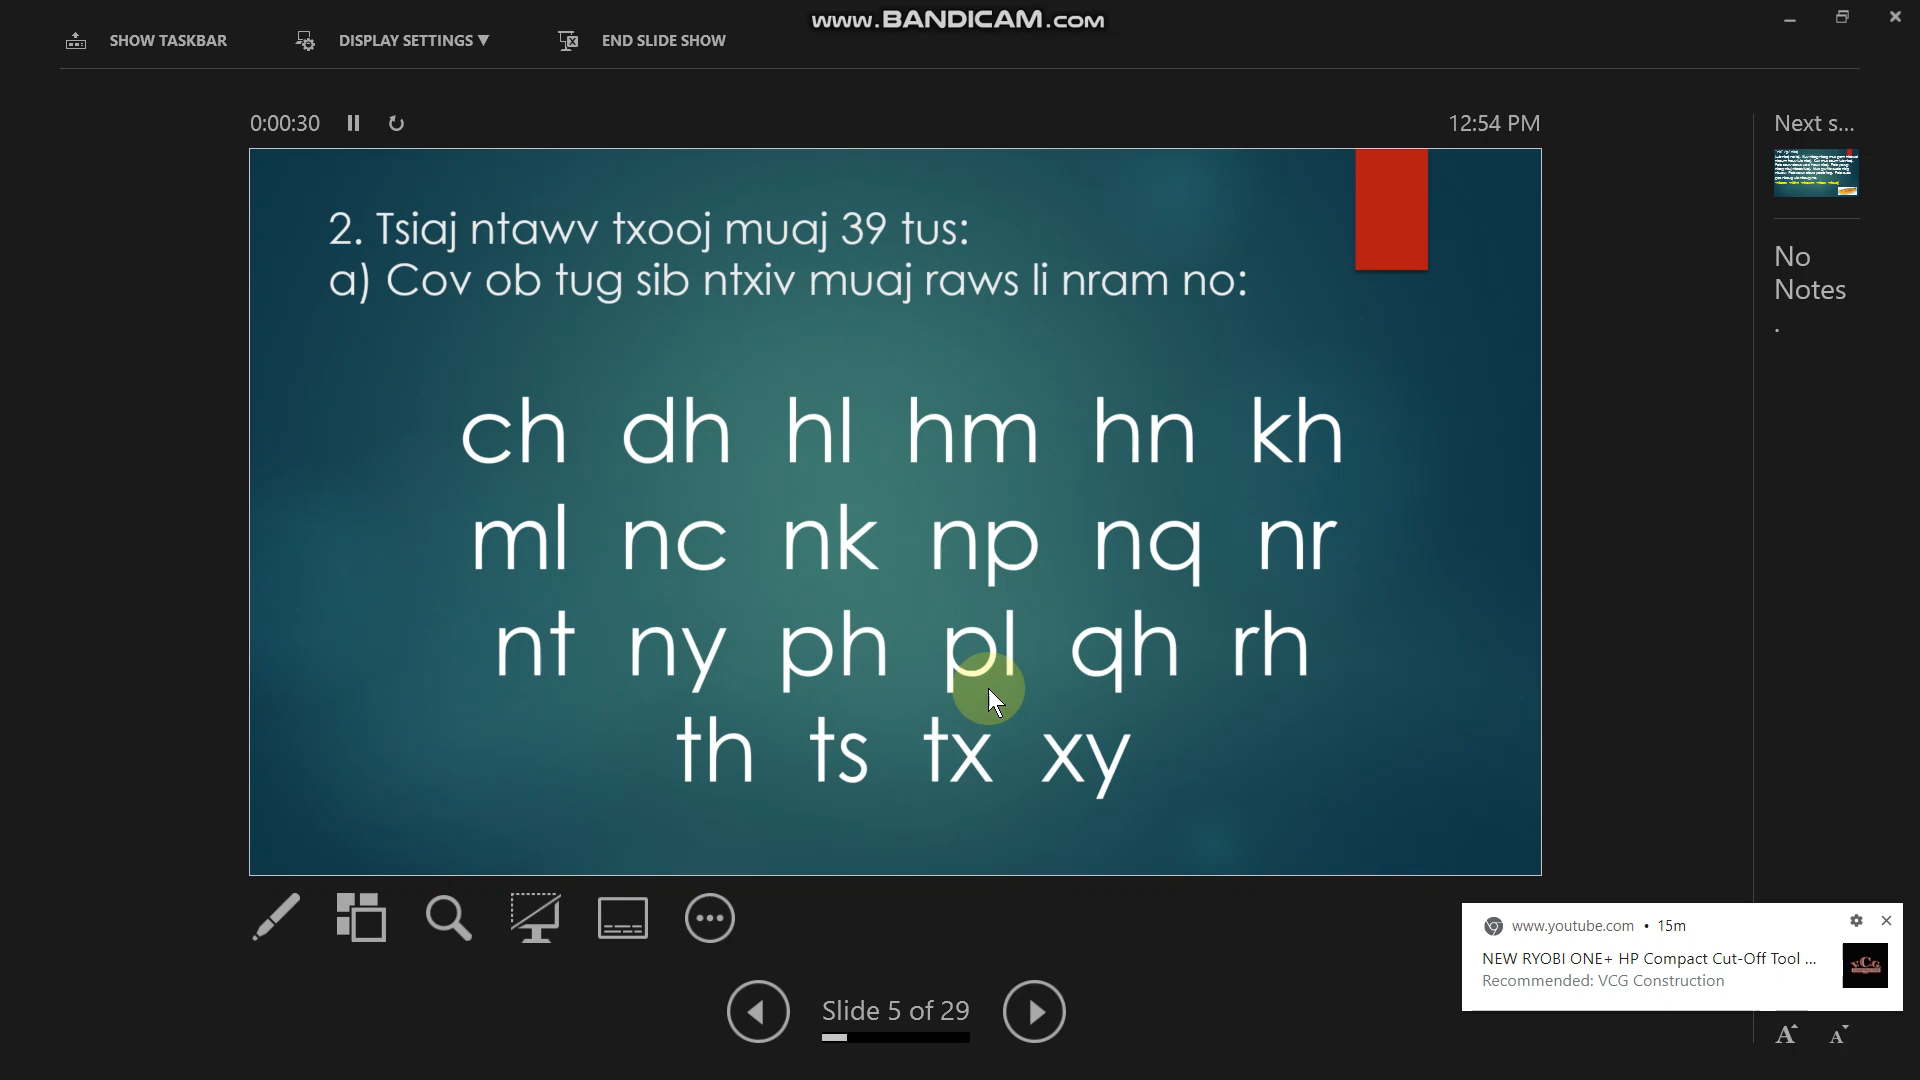 www.BANDICAM.com
SHOW TASKBAR
DISPLAY SETTINGS ▼
END SLIDE SHOW
0:00:30
12:54 PM
Next s...
2. Tsiaj ntawv txooj muaj 39 tus:
a) Cov ob tug sib ntxiv muaj raws li nram no:
ch dh hl hm hn kh
ml nc nk np nq nr
nt ny ph pl qh rh
th ts tx xy
No
Notes
.
Slide 5 of 29
www.youtube.com • 15m
NEW RYOBI ONE+ HP Compact Cut-Off Tool ...
Recommended: VCG Construction
VCG
A A